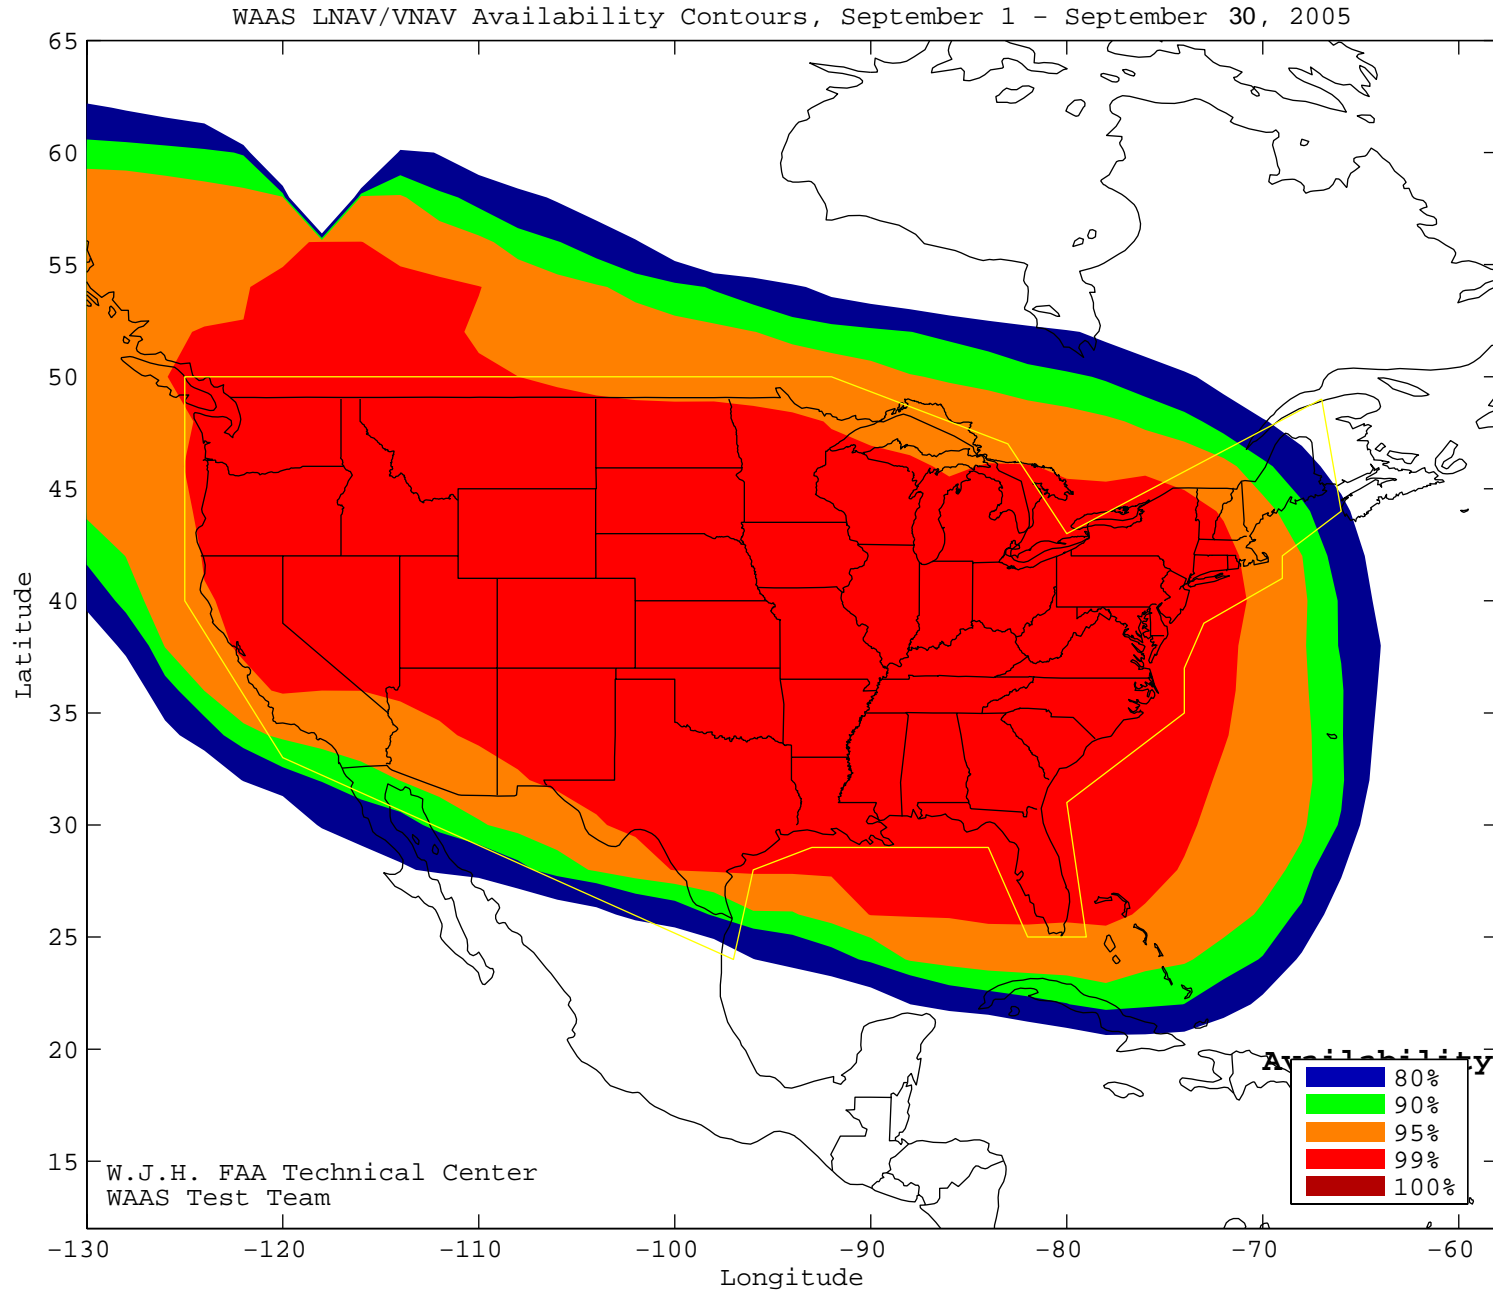 WAAS LNAV/VNAV Availability Contours, September 1 - September 30, 2005
65
60
55
50
45
40
35
30
25
20
15
Latitude
Availability
80%
90%
95%
99%
100%
W.J.H. FAA Technical Center
WAAS Test Team
-130 -120 -110 -100 -90 -80 -70 -60
Longitude